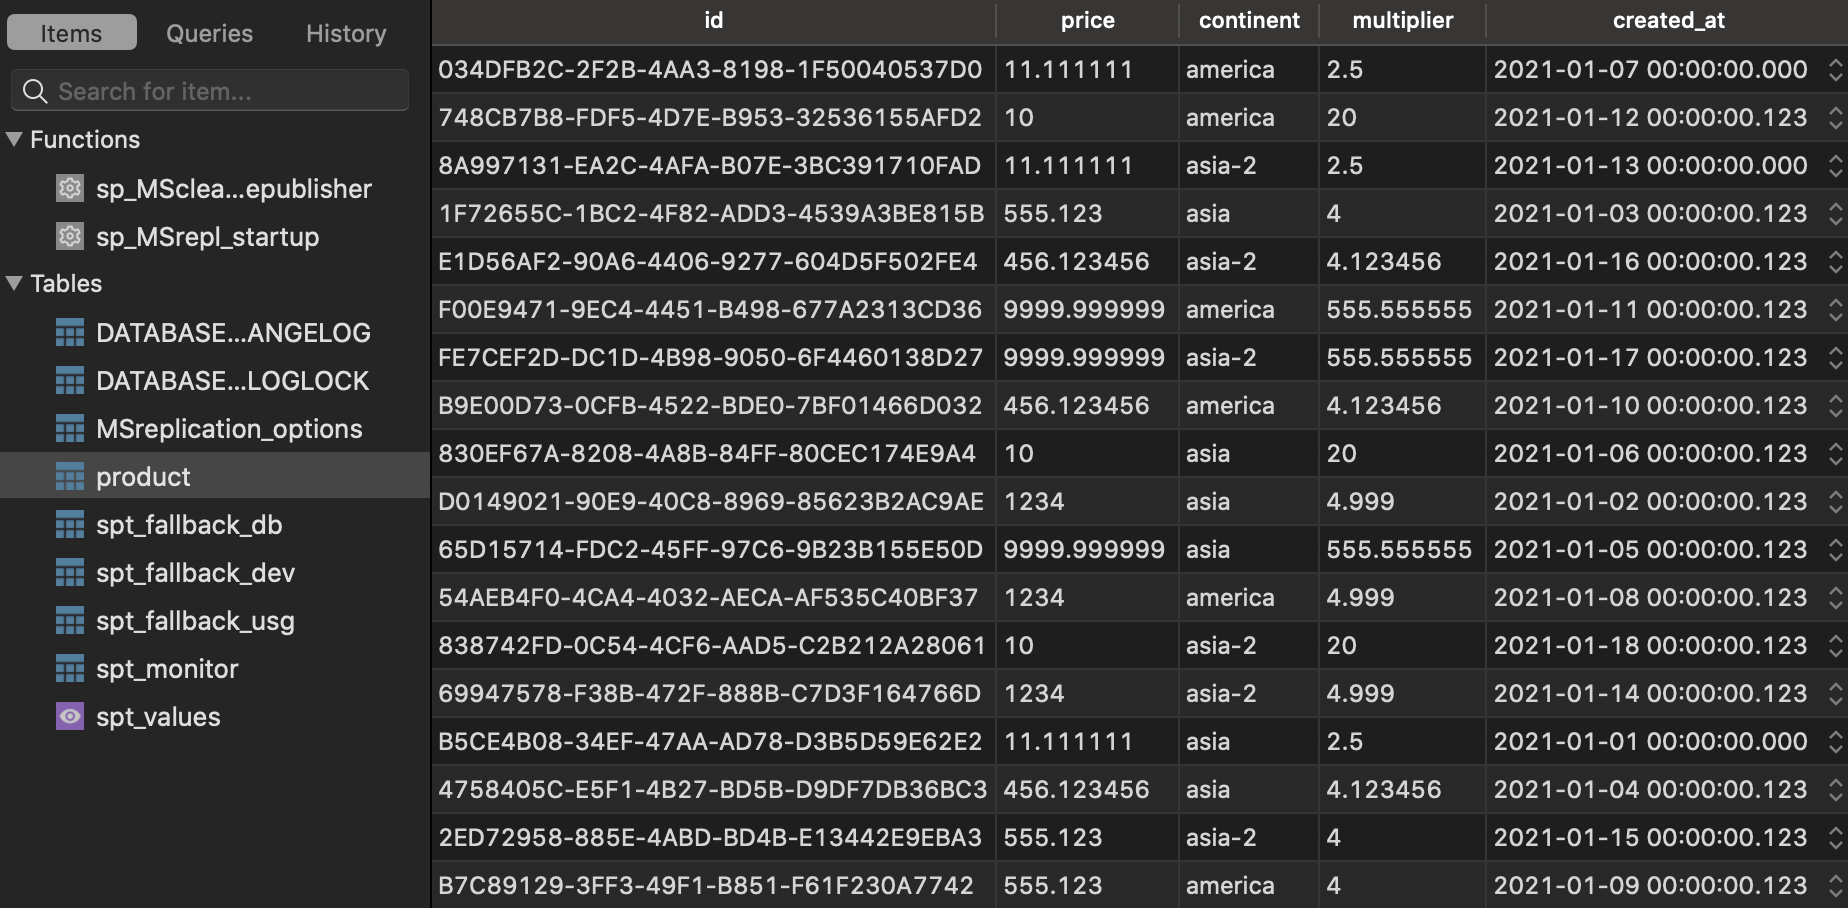 Items Queries History
Search for item...
Functions
sp_MSclea...epublisher
sp_MSrepl_startup
Tables
DATABASE...ANGELOG
DATABASE...LOGLOCK
MSreplication_options
product
spt_fallback_db
spt_fallback_dev
spt_fallback_usg
spt_monitor
spt_values
id price continent multiplier created_at
034DFB2C-2F2B-4AA3-8198-1F50040537D0 11.111111 america 2.5 2021-01-07 00:00:00.000
748CB7B8-FDF5-4D7E-B953-32536155AFD2 10 america 20 2021-01-12 00:00:00.123
8A997131-EA2C-4AFA-B07E-3BC391710FAD 11.111111 asia-2 2.5 2021-01-13 00:00:00.000
1F72655C-1BC2-4F82-ADD3-4539A3BE815B 555.123 asia 4 2021-01-03 00:00:00.123
E1D56AF2-90A6-4406-9277-604D5F502FE4 456.123456 asia-2 4.123456 2021-01-16 00:00:00.123
F00E9471-9EC4-4451-B498-677A2313CD36 9999.999999 america 555.555555 2021-01-11 00:00:00.123
FE7CEF2D-DC1D-4B98-9050-6F4460138D27 9999.999999 asia-2 555.555555 2021-01-17 00:00:00.123
B9E00D73-0CFB-4522-BDE0-7BF01466D032 456.123456 america 4.123456 2021-01-10 00:00:00.123
830EF67A-8208-4A8B-84FF-80CEC174E9A4 10 asia 20 2021-01-06 00:00:00.123
D0149021-90E9-40C8-8969-85623B2AC9AE 1234 asia 4.999 2021-01-02 00:00:00.123
65D15714-FDC2-45FF-97C6-9B23B155E50D 9999.999999 asia 555.555555 2021-01-05 00:00:00.123
54AEB4F0-4CA4-4032-AECA-AF535C40BF37 1234 america 4.999 2021-01-08 00:00:00.123
838742FD-0C54-4CF6-AAD5-C2B212A28061 10 asia-2 20 2021-01-18 00:00:00.123
69947578-F38B-472F-888B-C7D3F164766D 1234 asia-2 4.999 2021-01-14 00:00:00.123
B5CE4B08-34EF-47AA-AD78-D3B5D59E62E2 11.111111 asia 2.5 2021-01-01 00:00:00.000
4758405C-E5F1-4B27-BD5B-D9DF7DB36BC3 456.123456 asia 4.123456 2021-01-04 00:00:00.123
2ED72958-885E-4ABD-BD4B-E13442E9EBA3 555.123 asia-2 4 2021-01-15 00:00:00.123
B7C89129-3FF3-49F1-B851-F61F230A7742 555.123 america 4 2021-01-09 00:00:00.123